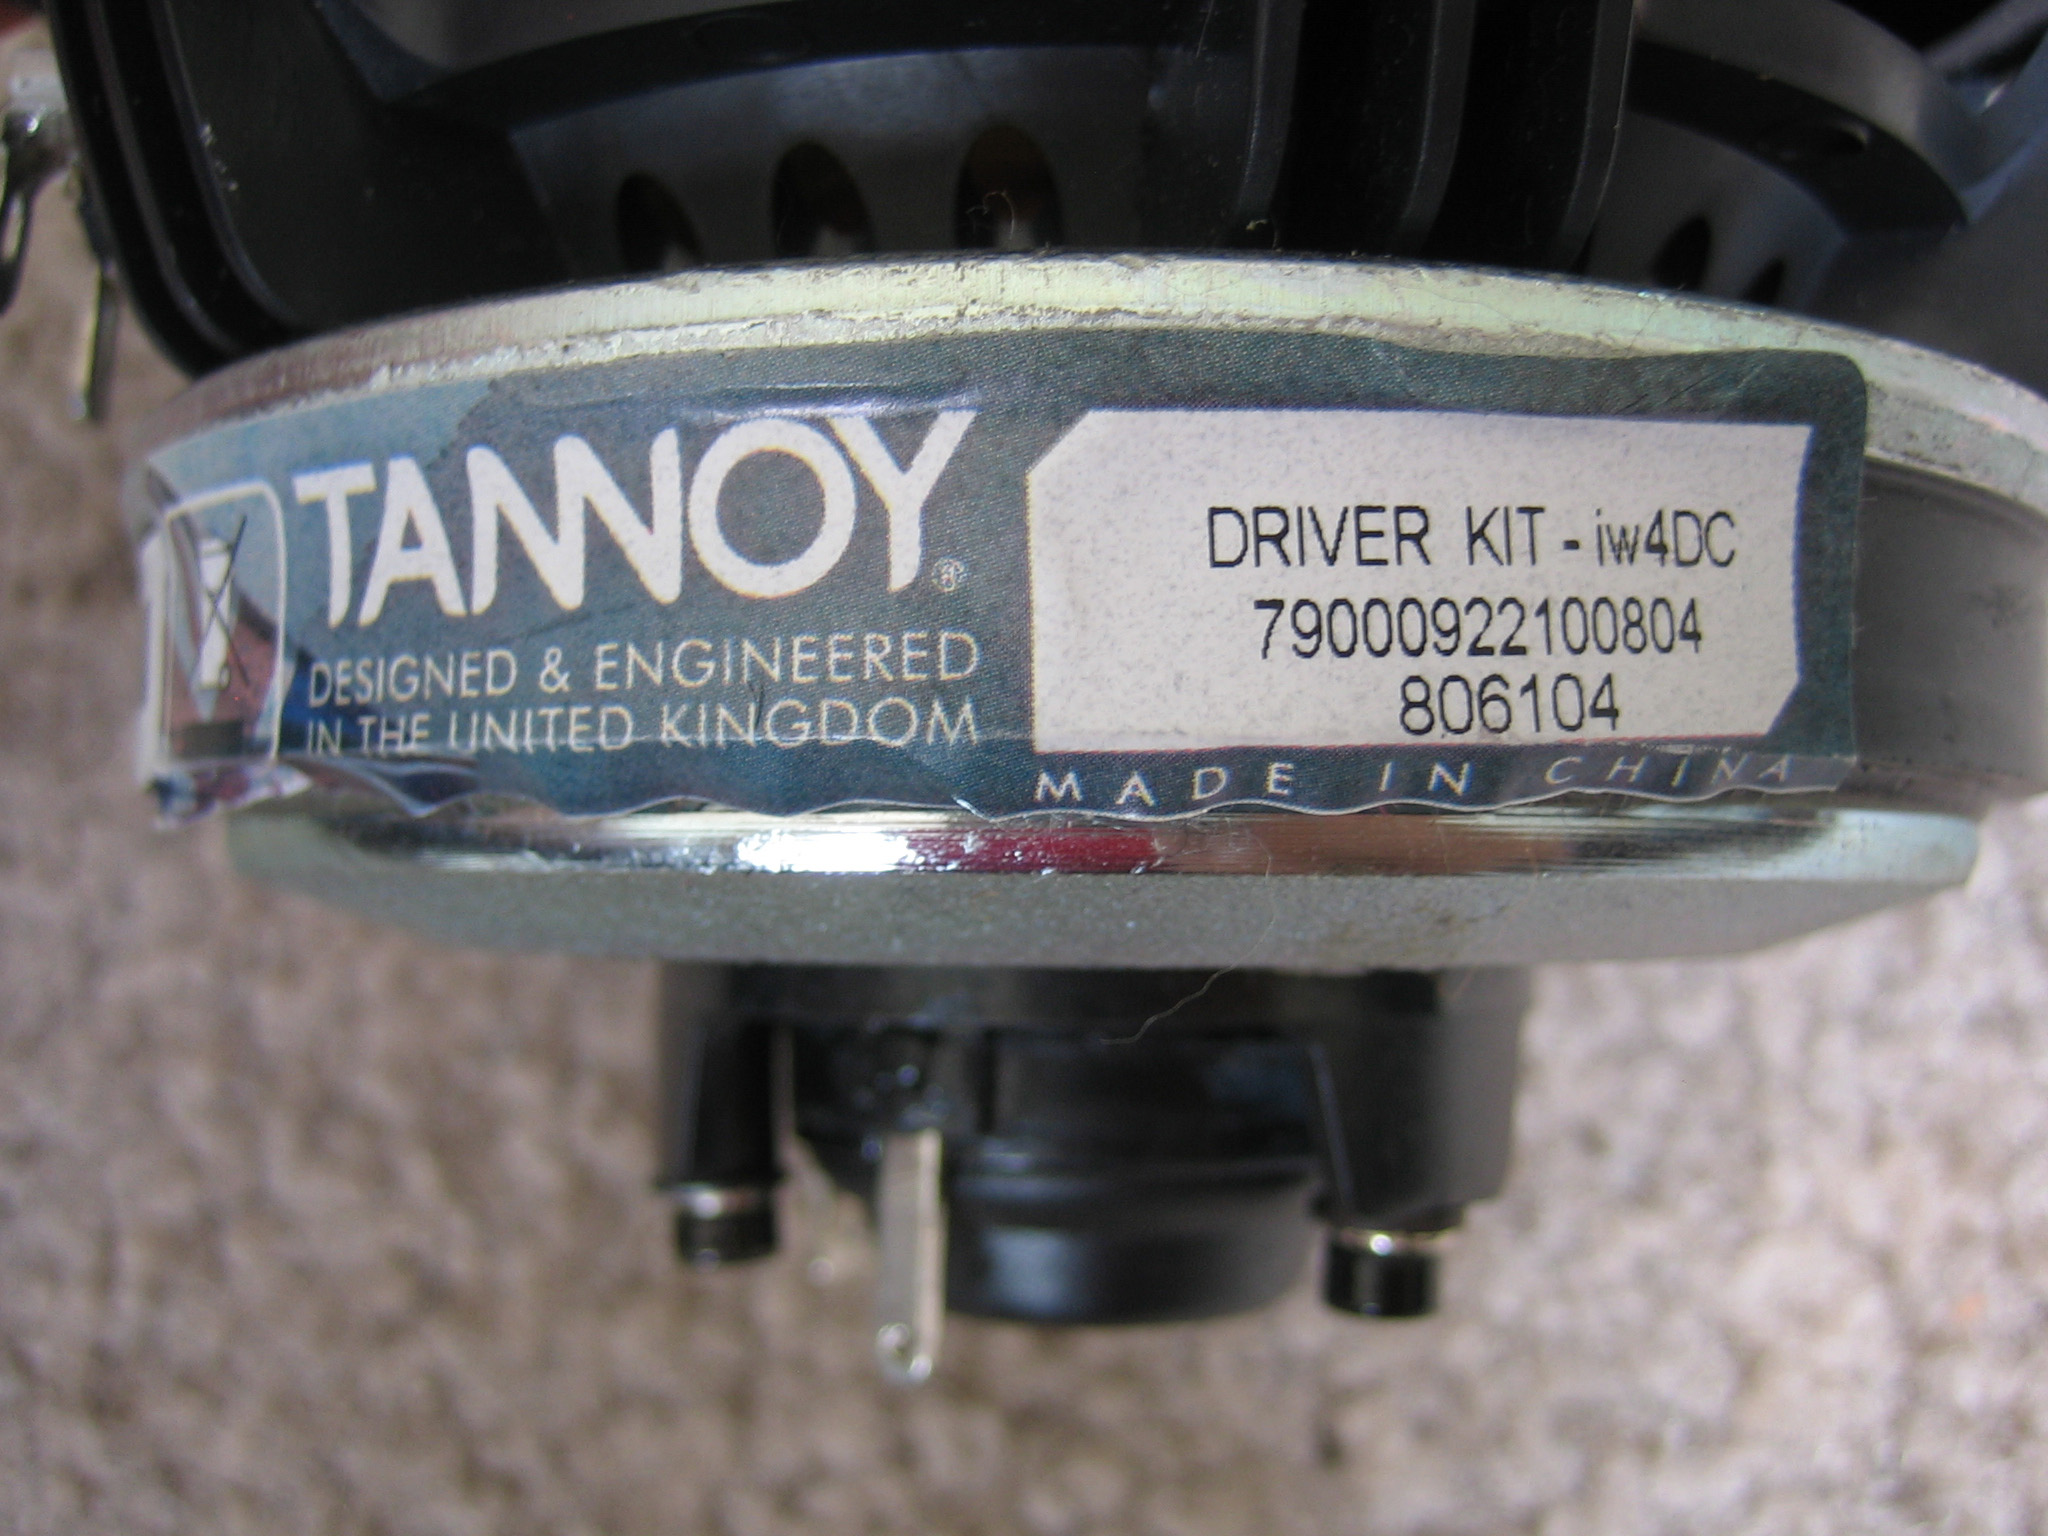 TANNOY®
DESIGNED & ENGINEERED
IN THE UNITED KINGDOM
DRIVER KIT - iw4DC
79000922100804
806104
MADE IN CHINA